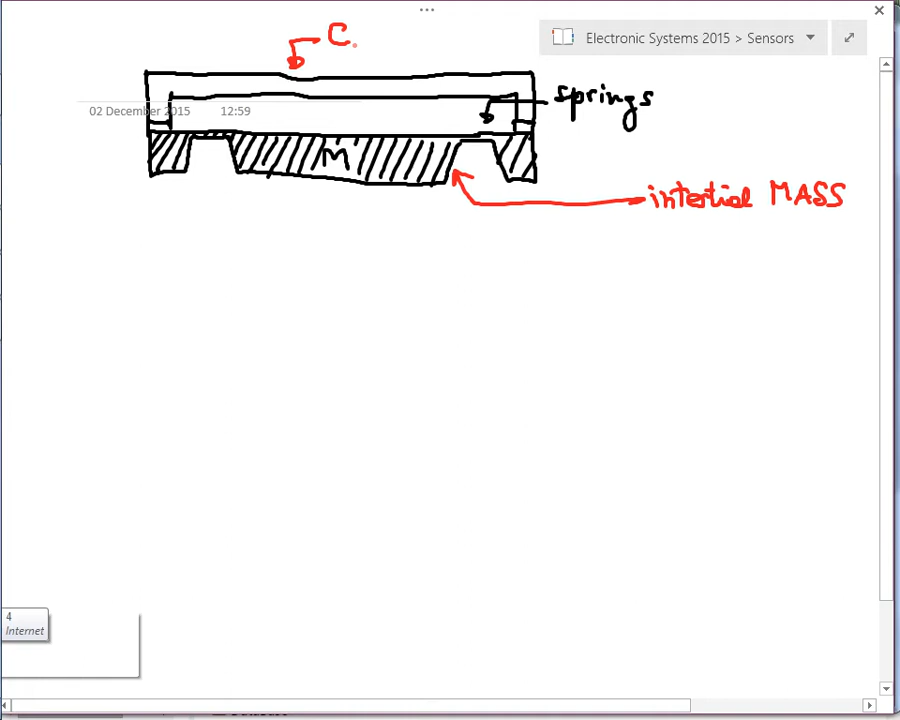 C.
Electronic Systems 2015 > Sensors
springs
02 December 2015 12:59
M
intertial MASS
4
Internet